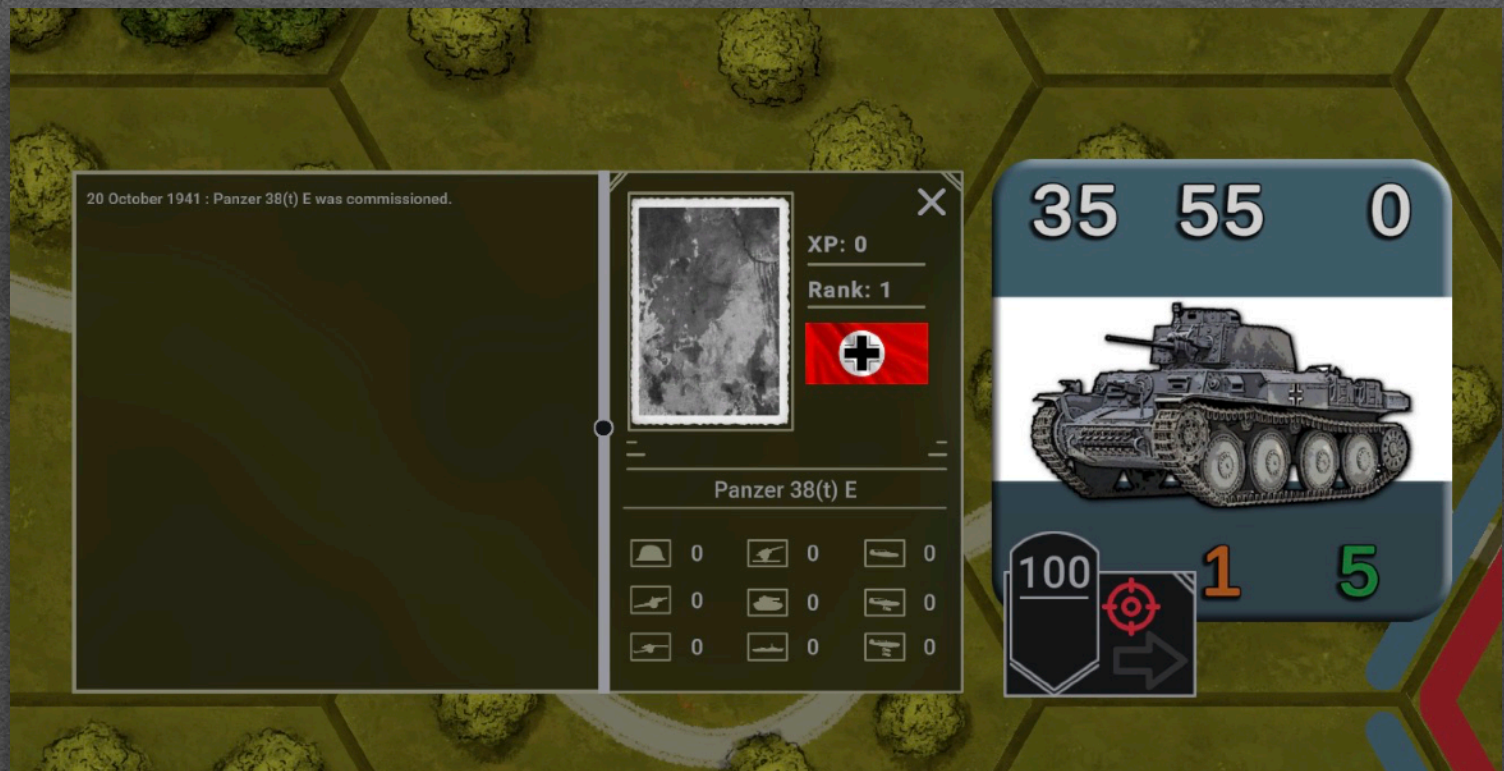 20 October 1941 : Panzer 38(t) E was commissioned.
XP: 0
Rank: 1
Panzer 38(t) E
0 0 0
0 0 0
0 0 0
35 55 0
1 5
100